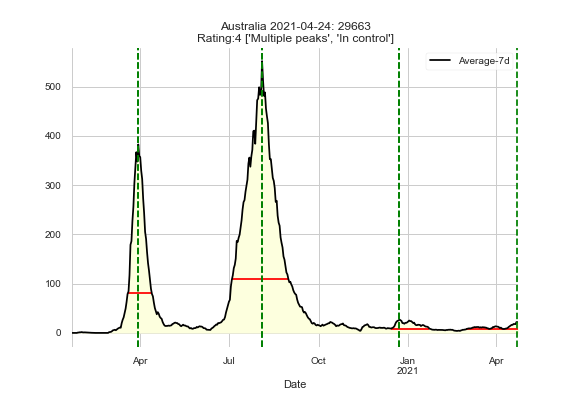 Australia 2021-04-24: 29663
Rating:4 ['Multiple peaks', 'In control']
Average-7d
500
400
300
200
100
0
Apr
Jul
Oct
Jan
2021
Apr
Date